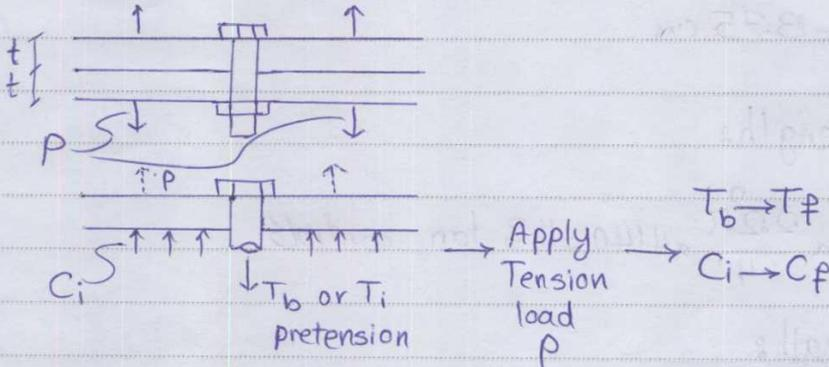 t
t
P
P
Ci
Tb or Ti
pretension
→ Apply
Tension
load
P
→ Tb → Tf
Ci → Cf